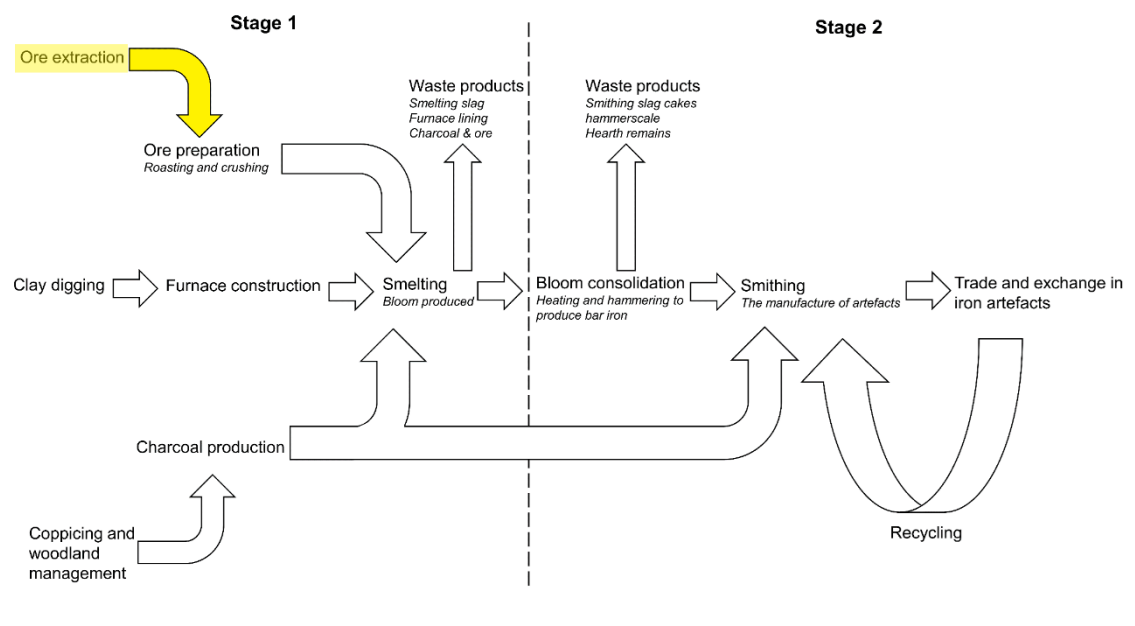 Stage 1
Stage 2
Ore extraction
Waste products
Smelting slag
Furnace lining
Charcoal & ore
Waste products
Smithing slag cakes
hammerscale
Hearth remains
Ore preparation
Roasting and crushing
Clay digging
Furnace construction
Smelting
Bloom produced
Bloom consolidation
Heating and hammering to
produce bar iron
Smithing
The manufacture of artefacts
Trade and exchange in
iron artefacts
Charcoal production
Coppicing and
woodland
management
Recycling